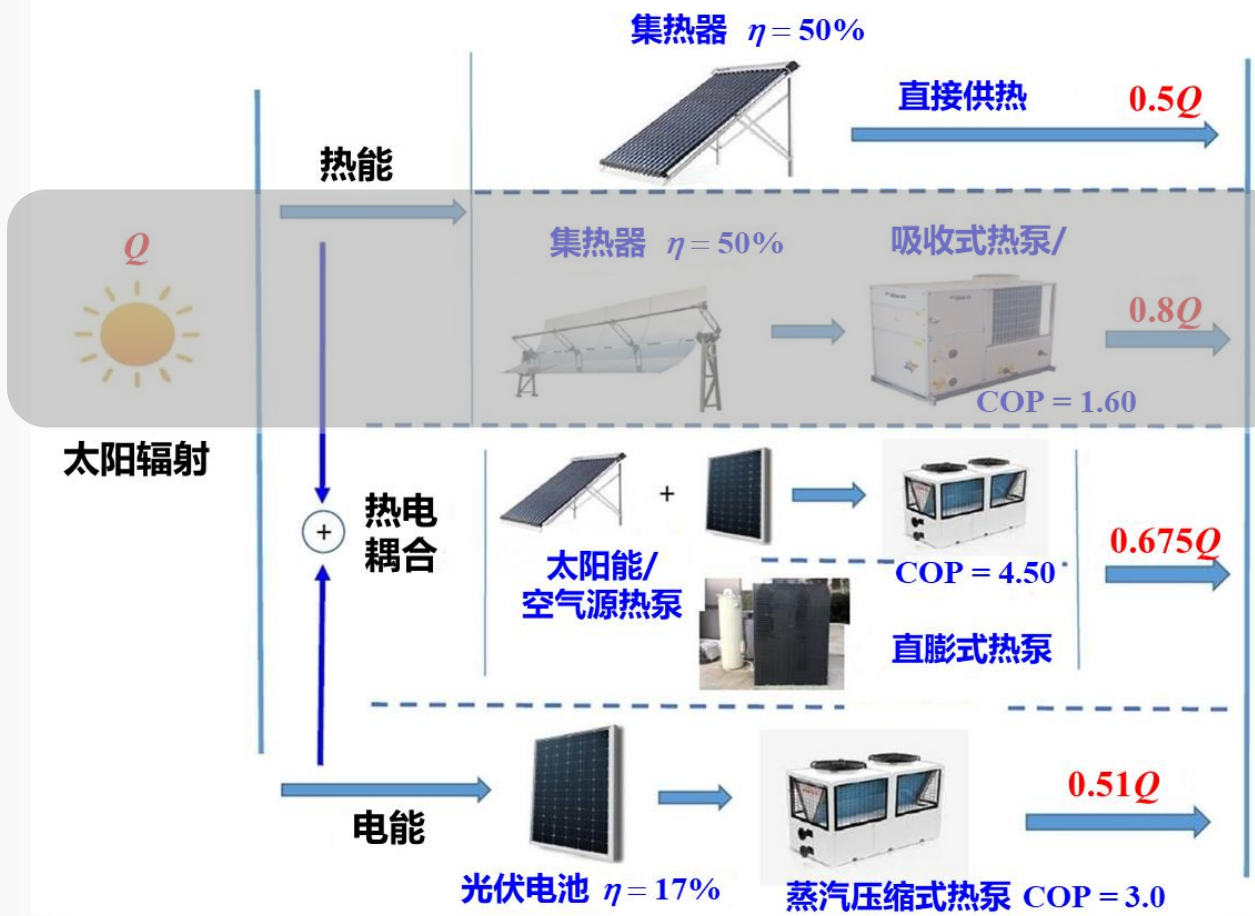 集热器 η = 50%
直接供热
0.5Q
热能
Q
集热器 η = 50%
吸收式热泵/
0.8Q
COP = 1.60
太阳辐射
+
热电
耦合
+
太阳能/
空气源热泵
COP = 4.50
0.675Q
直膨式热泵
电能
0.51Q
光伏电池 η = 17%
蒸汽压缩式热泵 COP = 3.0